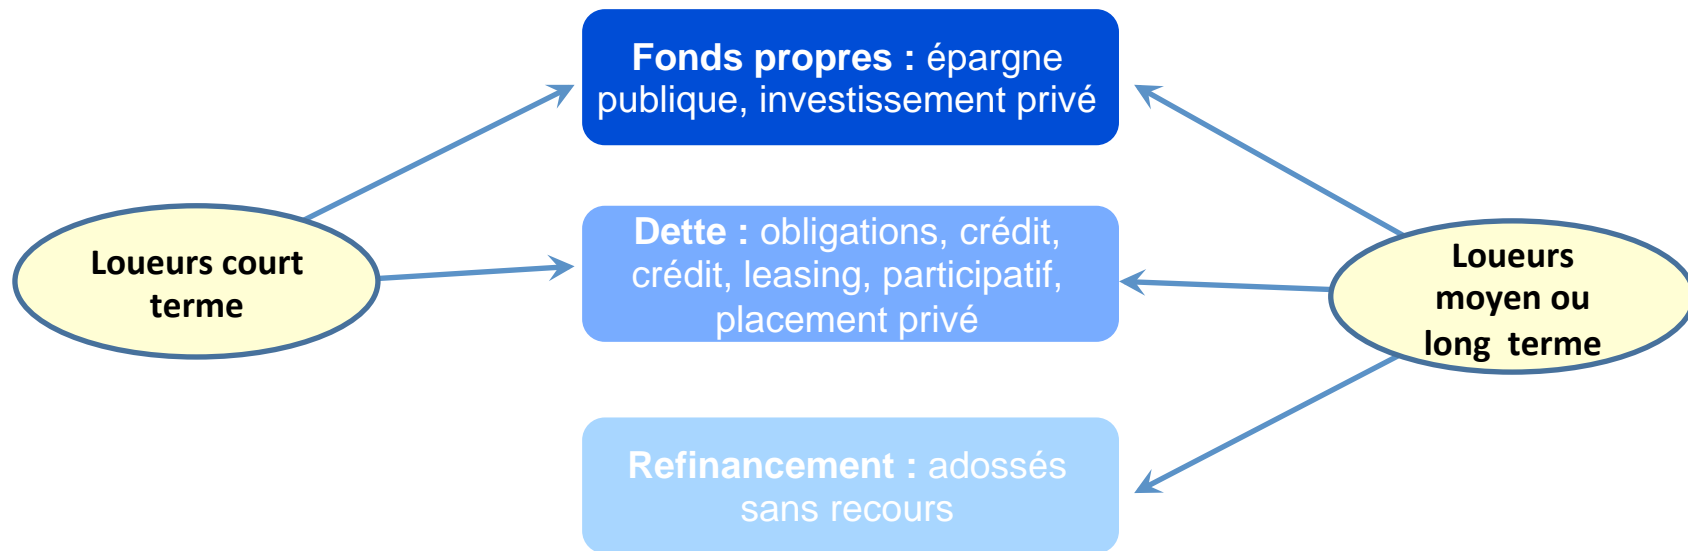 Fonds propres : épargne
publique, investissement privé
Loueurs court
terme
Dette : obligations, crédit,
crédit, leasing, participatif,
placement privé
Loueurs
moyen ou
long terme
Refinancement : adossés
sans recours